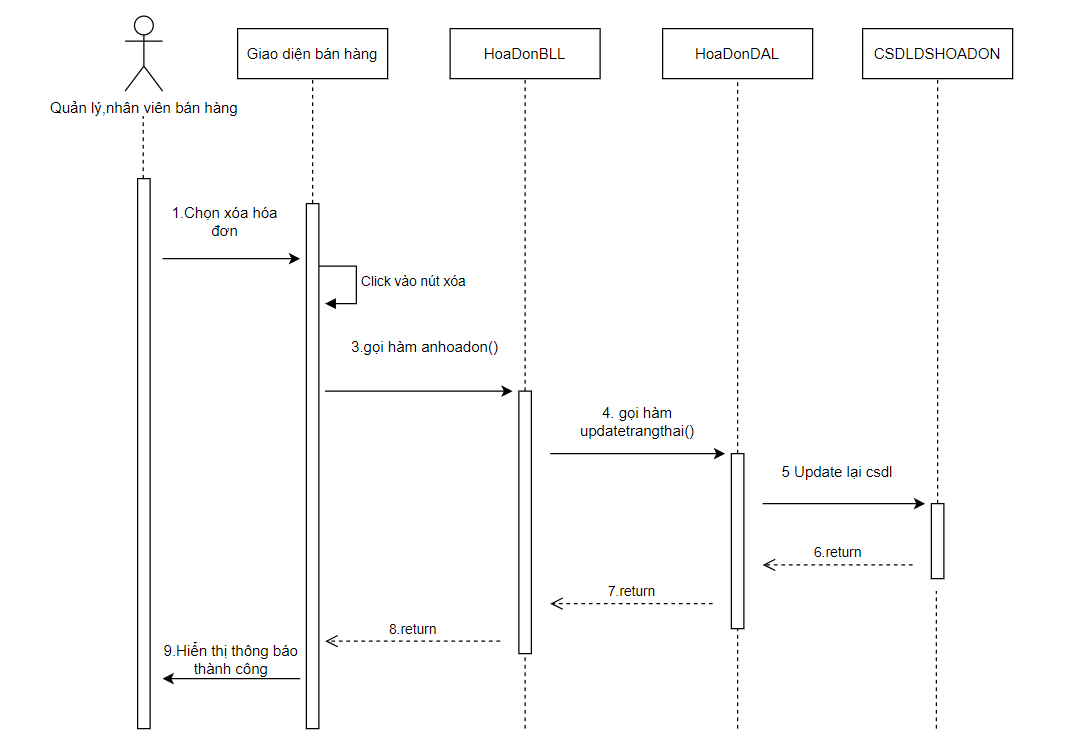 Giao diện bán hàng
HoaDonBLL
HoaDonDAL
CSDLDSHOADON
Quản lý,nhân viên bán hàng
1.Chọn xóa hóa
đơn
Click vào nút xóa
3.gọi hàm anhoadon()
4. gọi hàm
updatetrangthai()
5 Update lại csdl
6.return
7.return
8.return
9.Hiển thị thông báo
thành công